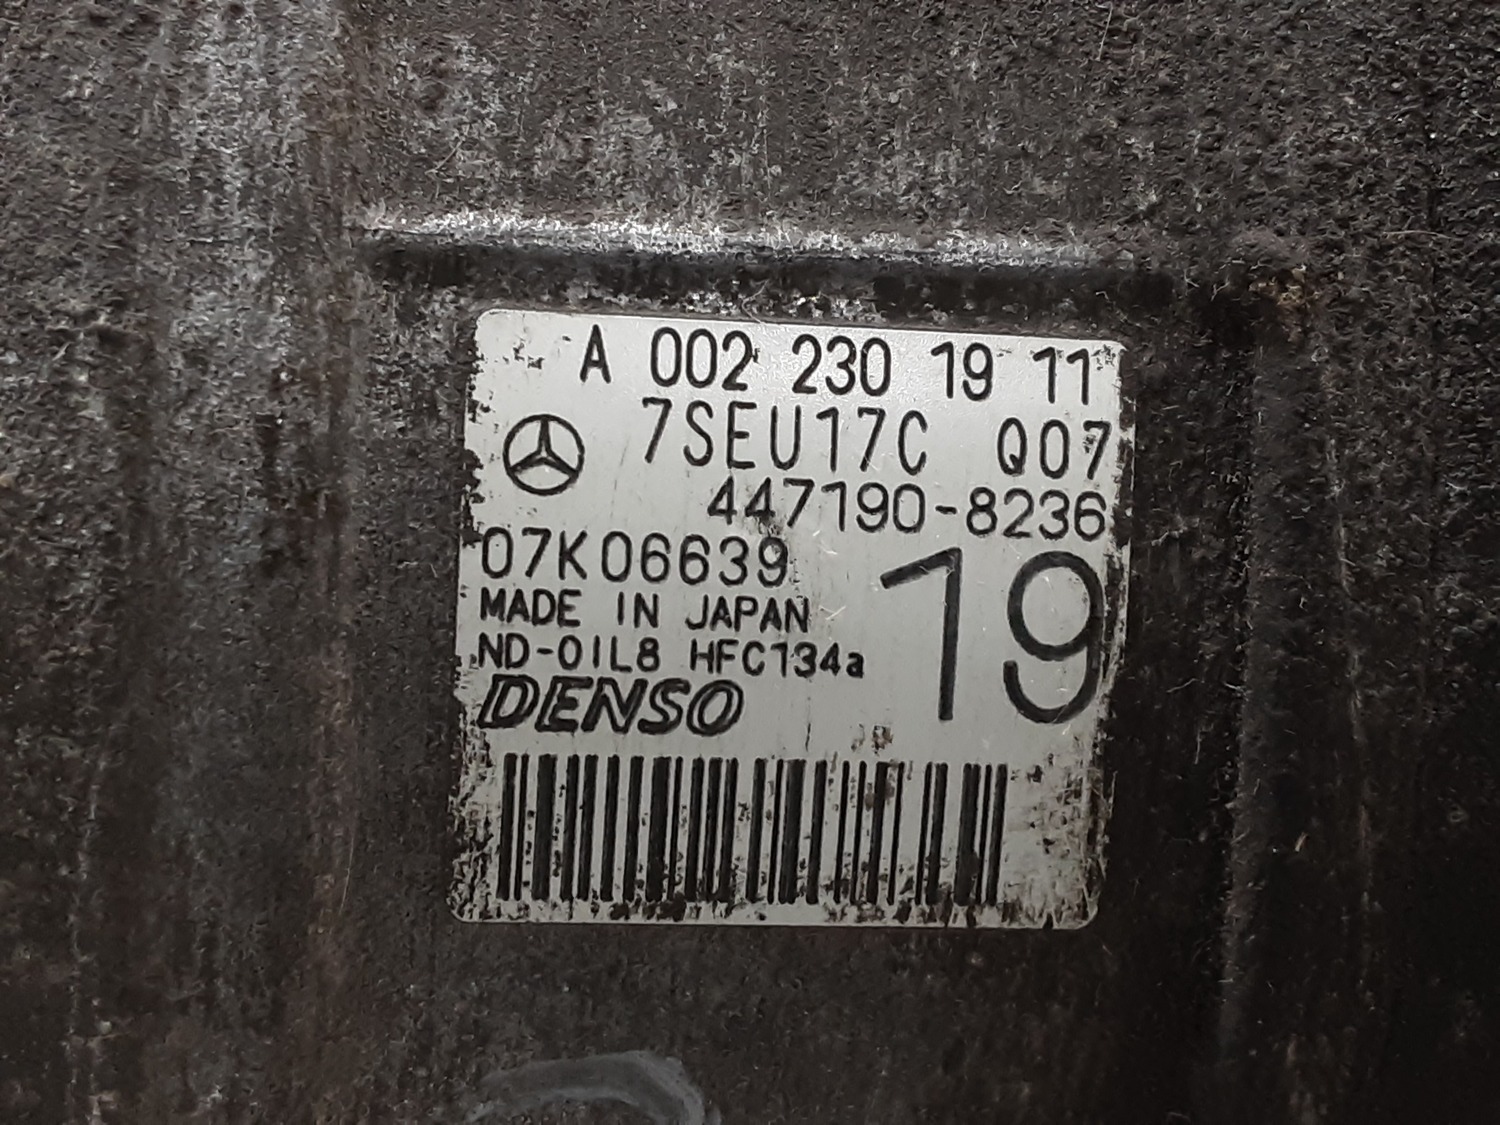 A 002 230 19 11
7SEU17C Q07
447190-8236
07K06639
19
MADE IN JAPAN
ND-OIL8 HFC134a
DENSO